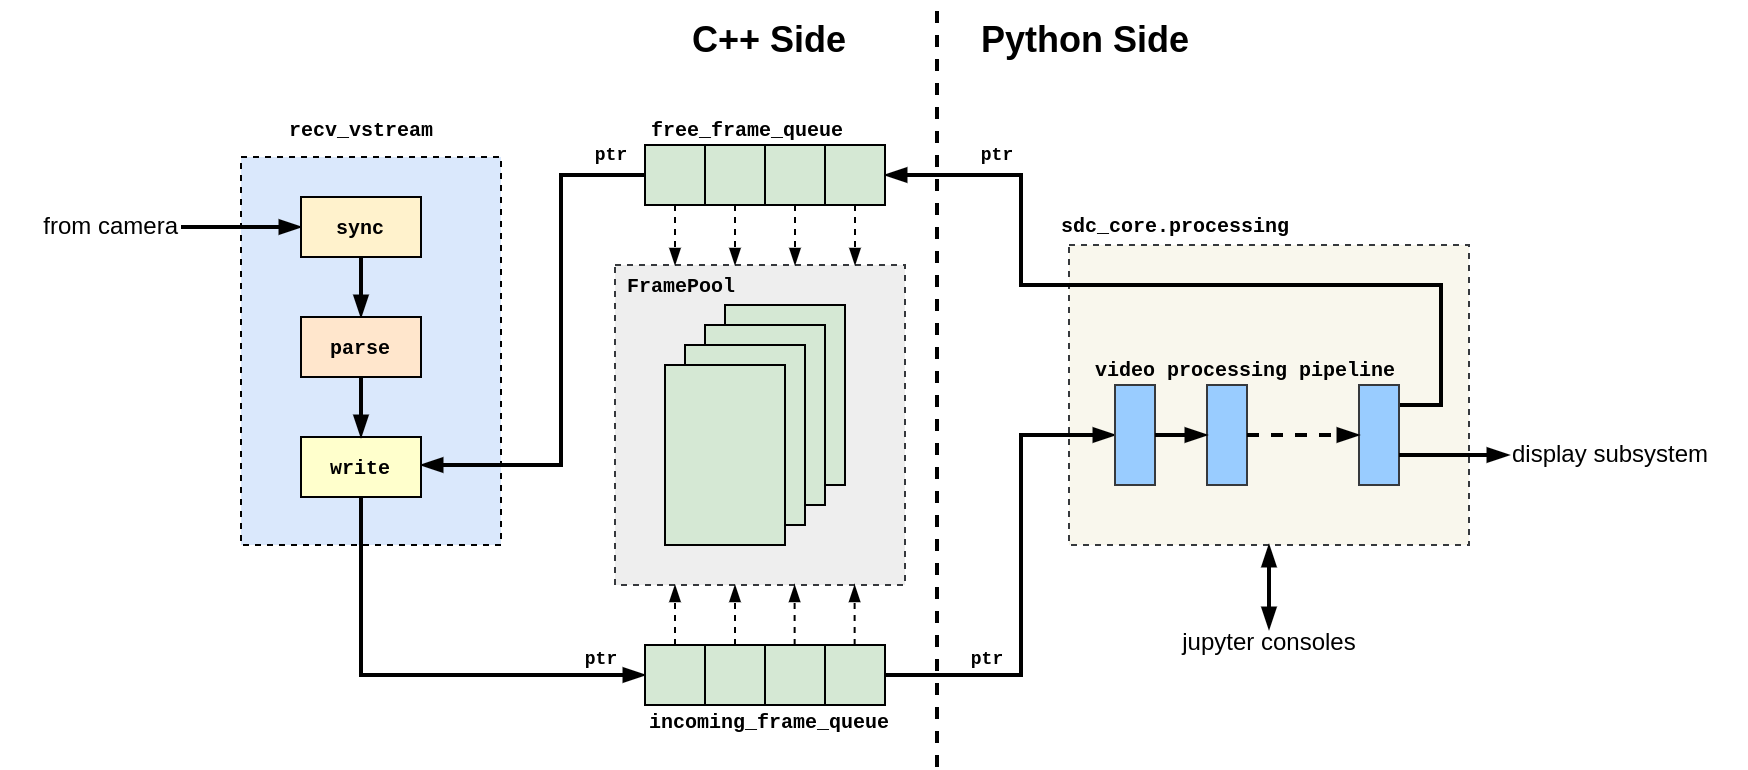 C++ Side
Python Side
recv_vstream
free_frame_queue
ptr
ptr
from camera
sync
sdc_core.processing
FramePool
parse
video processing pipeline
write
display subsystem
jupyter consoles
ptr
ptr
incoming_frame_queue